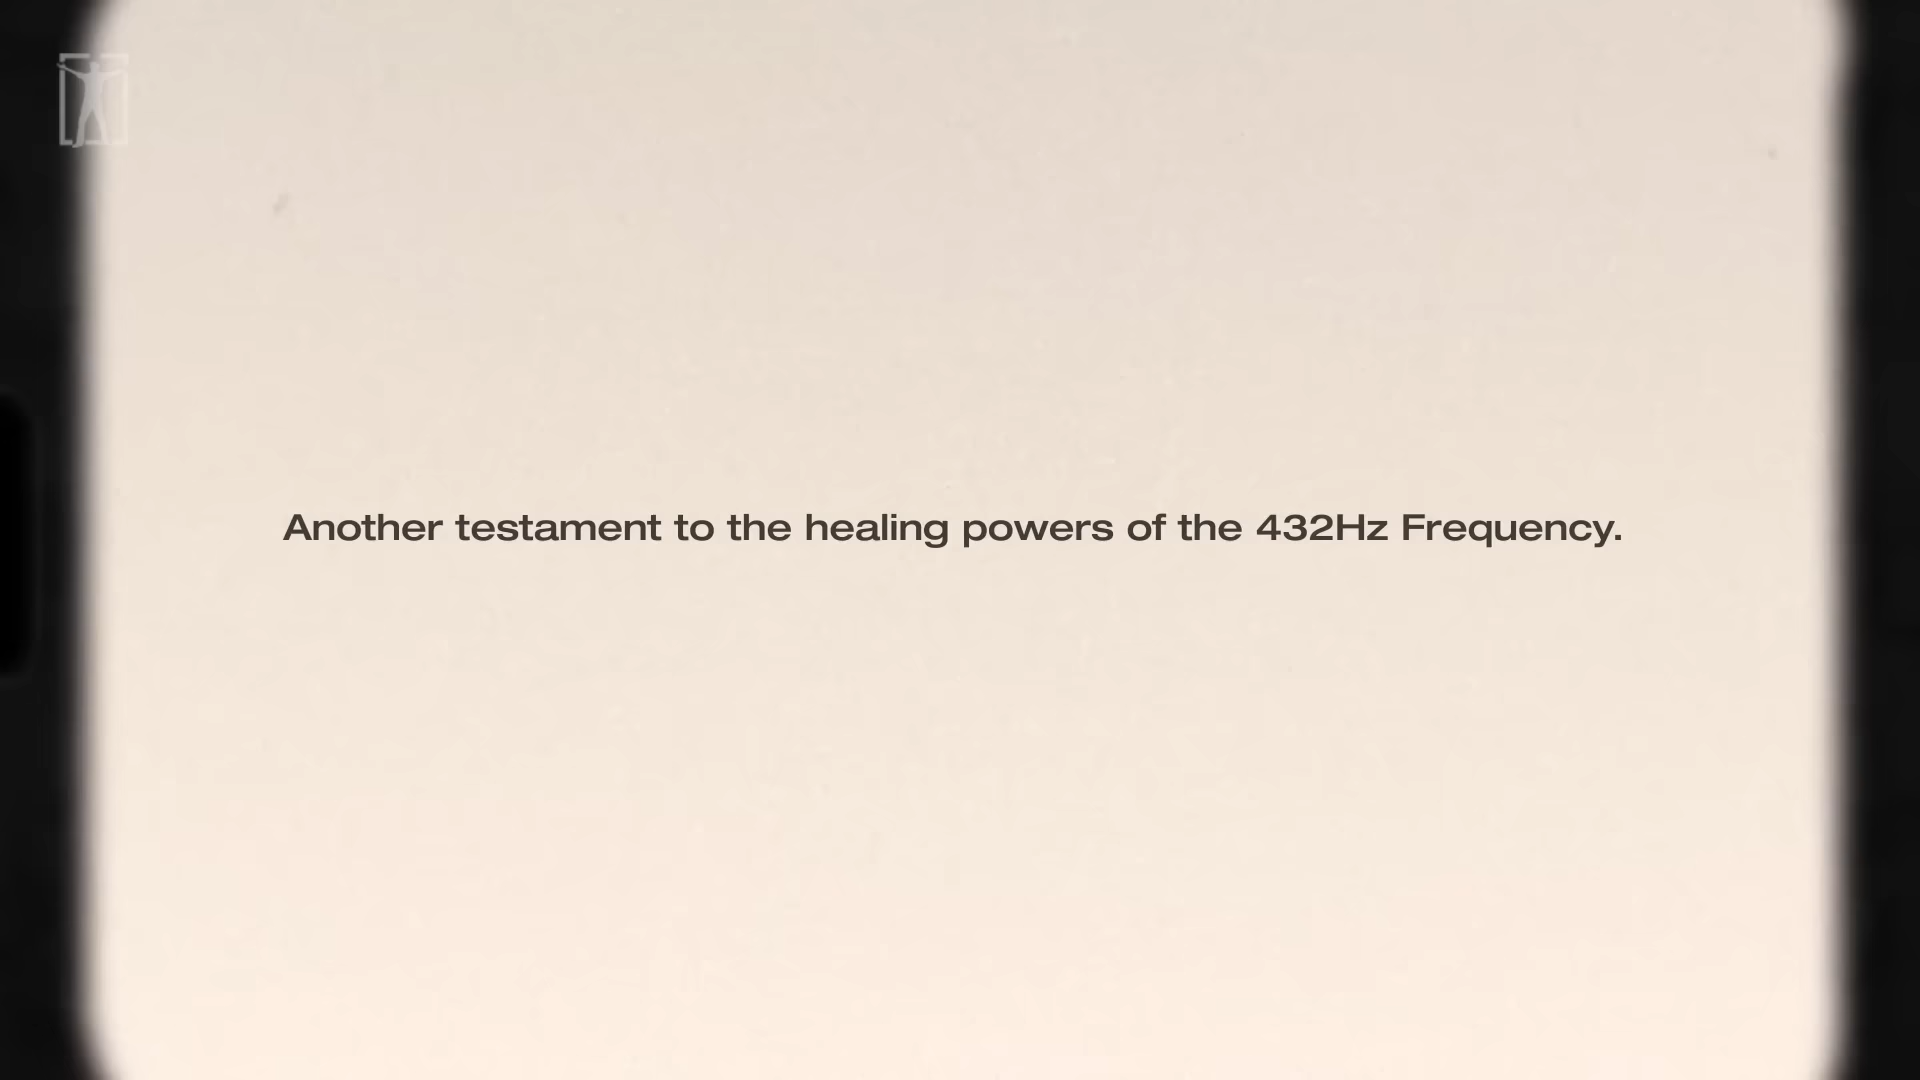 Another testament to the healing powers of the 432Hz Frequency.